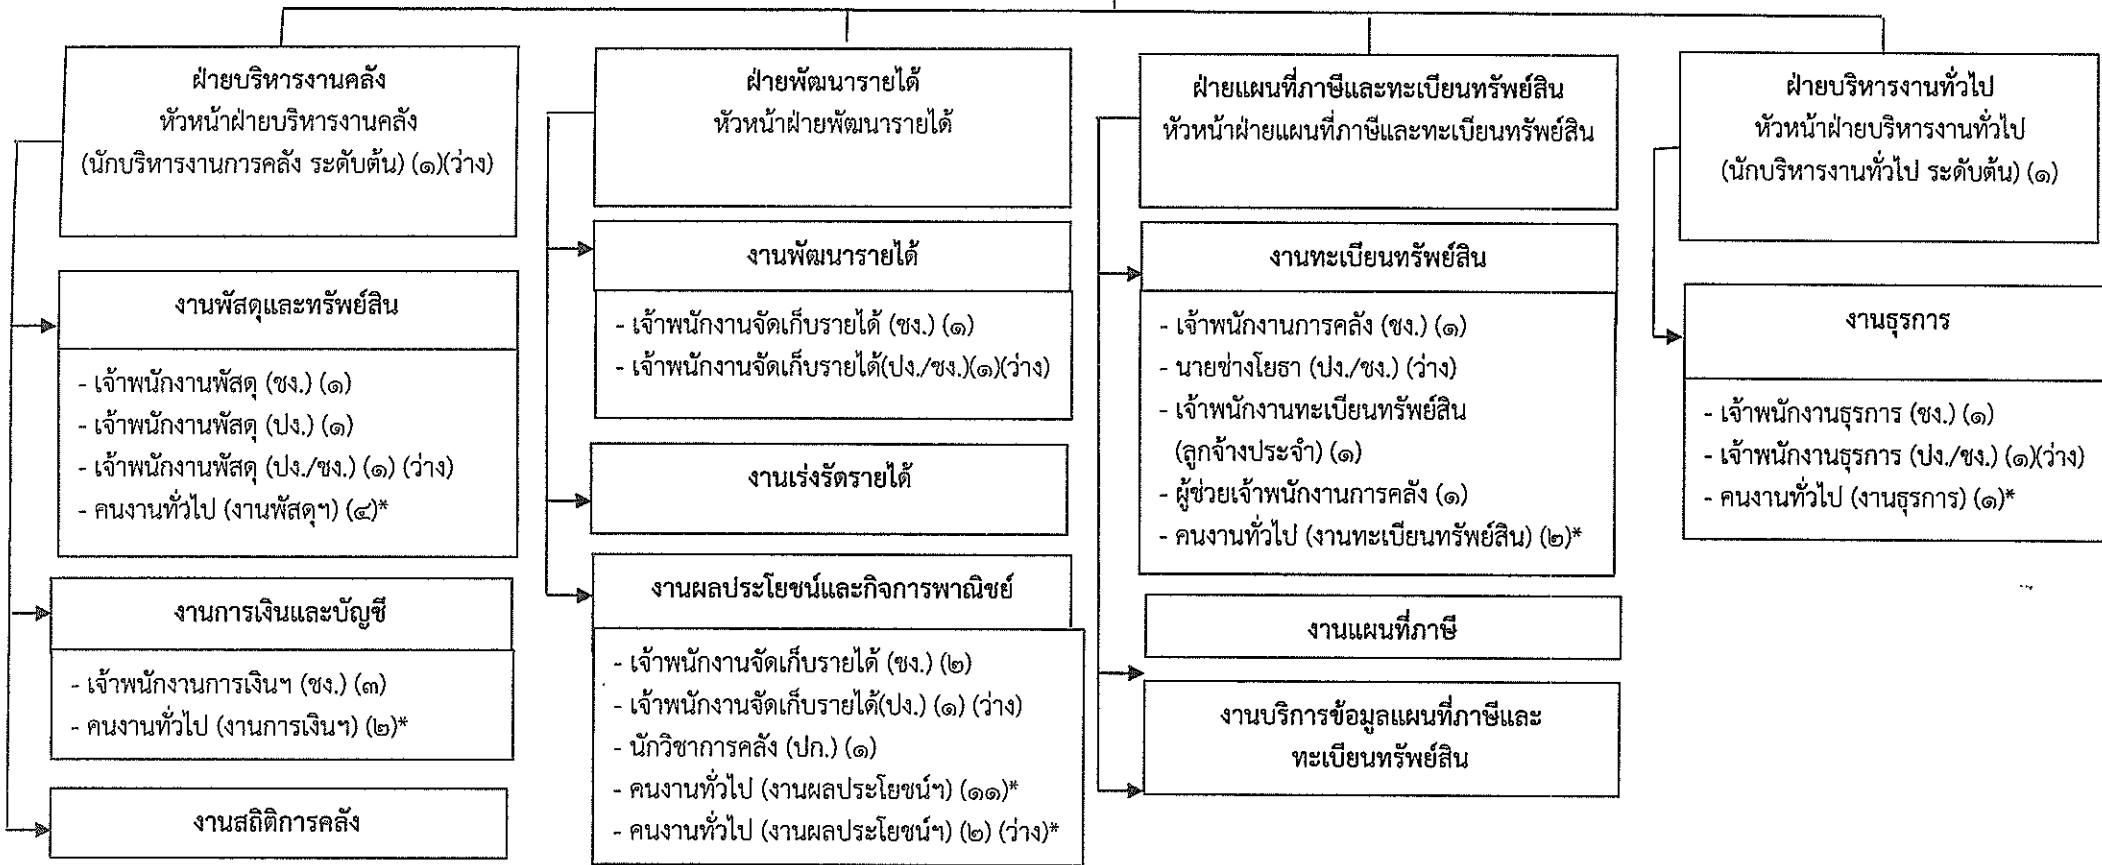 ฝ่ายบริหารงานคลัง
หัวหน้าฝ่ายบริหารงานคลัง
(นักบริหารงานการคลัง ระดับต้น) (๑)(ว่าง)
งานพัสดุและทรัพย์สิน
- เจ้าพนักงานพัสดุ (ชง.) (๑)
- เจ้าพนักงานพัสดุ (ปง.) (๑)
- เจ้าพนักงานพัสดุ (ปง./ชง.) (๑) (ว่าง)
- คนงานทั่วไป (งานพัสดุฯ) (๔)*
งานการเงินและบัญชี
- เจ้าพนักงานการเงินฯ (ชง.) (๓)
- คนงานทั่วไป (งานการเงินฯ) (๒)*
งานสถิติการคลัง
ฝ่ายพัฒนารายได้
หัวหน้าฝ่ายพัฒนารายได้
งานพัฒนารายได้
- เจ้าพนักงานจัดเก็บรายได้ (ชง.) (๑)
- เจ้าพนักงานจัดเก็บรายได้(ปง./ชง.)(๑)(ว่าง)
งานเร่งรัดรายได้
งานผลประโยชน์และกิจการพาณิชย์
- เจ้าพนักงานจัดเก็บรายได้ (ชง.) (๒)
- เจ้าพนักงานจัดเก็บรายได้(ปง.) (๑) (ว่าง)
- นักวิชาการคลัง (ปก.) (๑)
- คนงานทั่วไป (งานผลประโยชน์ฯ) (๑๑)*
- คนงานทั่วไป (งานผลประโยชน์ฯ) (๒) (ว่าง)*
ฝ่ายแผนที่ภาษีและทะเบียนทรัพย์สิน
หัวหน้าฝ่ายแผนที่ภาษีและทะเบียนทรัพย์สิน
งานทะเบียนทรัพย์สิน
- เจ้าพนักงานการคลัง (ชง.) (๑)
- นายช่างโยธา (ปง./ชง.) (ว่าง)
- เจ้าพนักงานทะเบียนทรัพย์สิน
(ลูกจ้างประจำ) (๑)
- ผู้ช่วยเจ้าพนักงานการคลัง (๑)
- คนงานทั่วไป (งานทะเบียนทรัพย์สิน) (๒)*
งานแผนที่ภาษี
งานบริการข้อมูลแผนที่ภาษีและ
ทะเบียนทรัพย์สิน
ฝ่ายบริหารงานทั่วไป
หัวหน้าฝ่ายบริหารงานทั่วไป
(นักบริหารงานทั่วไป ระดับต้น) (๑)
งานธุรการ
- เจ้าพนักงานธุรการ (ชง.) (๑)
- เจ้าพนักงานธุรการ (ปง./ชง.) (๑)(ว่าง)
- คนงานทั่วไป (งานธุรการ) (๑)*